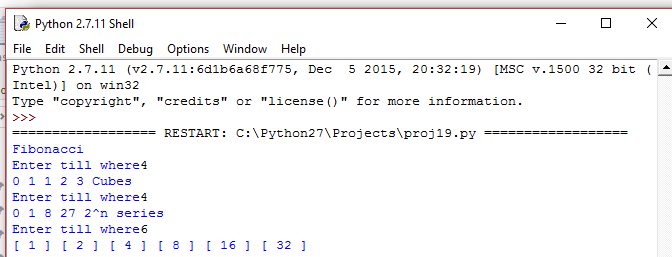 Python 2.7.11 Shell
File Edit Shell Debug Options Window Help
Python 2.7.11 (v2.7.11:6d1b6a68f775, Dec  5 2015, 20:32:19) [MSC v.1500 32 bit (
Intel)] on win32
Type "copyright", "credits" or "license()" for more information.
>>>
=================== RESTART: C:\Python27\Projects\proj19.py ===================
Fibonacci
Enter till where4
0 1 1 2 3 Cubes
Enter till where4
0 1 8 27 2^n series
Enter till where6
[ 1 ] [ 2 ] [ 4 ] [ 8 ] [ 16 ] [ 32 ]